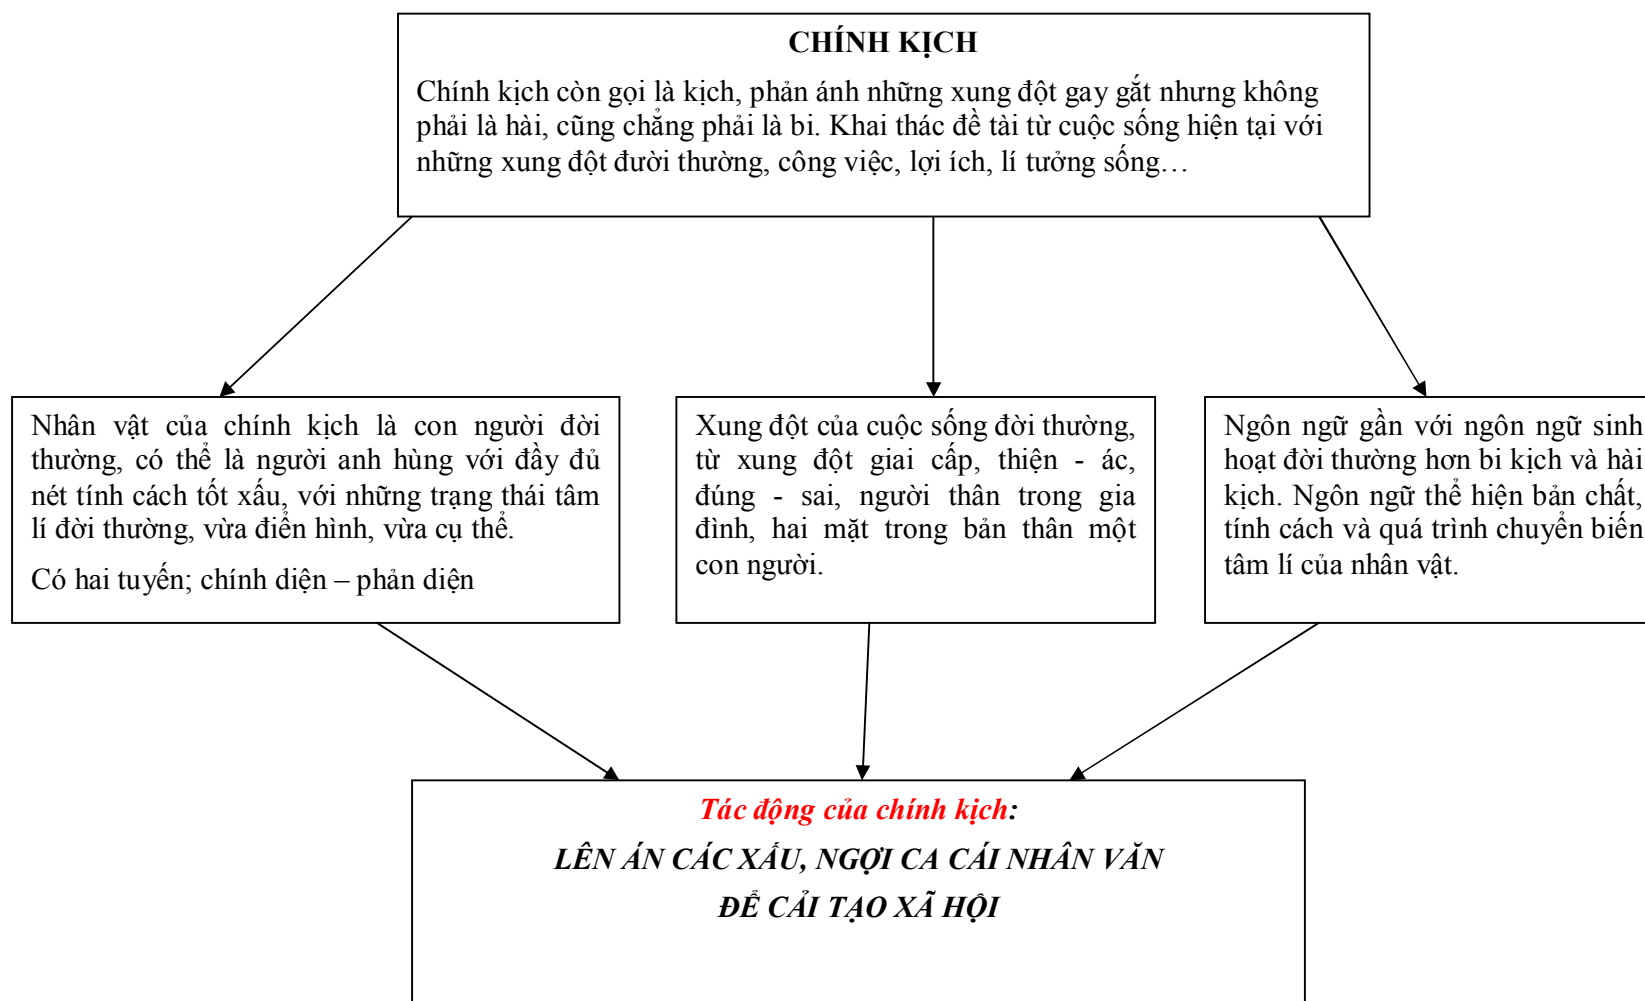 CHÍNH KỊCH
Chính kịch còn gọi là kịch, phản ánh những xung đột gay gắt nhưng không
phải là hài, cũng chẳng phải là bi. Khai thác đề tài từ cuộc sống hiện tại với
những xung đột đười thường, công việc, lợi ích, lí tưởng sống…
Nhân vật của chính kịch là con người đời
thường, có thể là người anh hùng với đầy đủ
nét tính cách tốt xấu, với những trạng thái tâm
lí đời thường, vừa điển hình, vừa cụ thể.
Có hai tuyến; chính diện – phản diện
Xung đột của cuộc sống đời thường,
từ xung đột giai cấp, thiện - ác,
đúng - sai, người thân trong gia
đình, hai mặt trong bản thân một
con người.
Ngôn ngữ gần với ngôn ngữ sinh
hoạt đời thường hơn bi kịch và hài
kịch. Ngôn ngữ thể hiện bản chất,
tính cách và quá trình chuyển biến
tâm lí của nhân vật.
Tác động của chính kịch:
LÊN ÁN CÁC XẤU, NGỢI CA CÁI NHÂN VĂN
ĐỂ CẢI TẠO XÃ HỘI